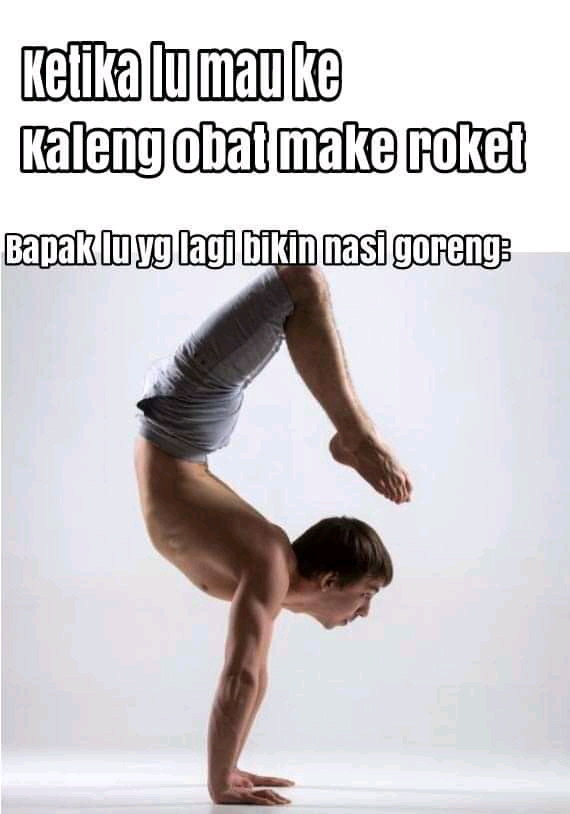 Ketika lu mau ke
Kaleng obat make roket
Bapak lu yg lagi bikin nasi goreng: